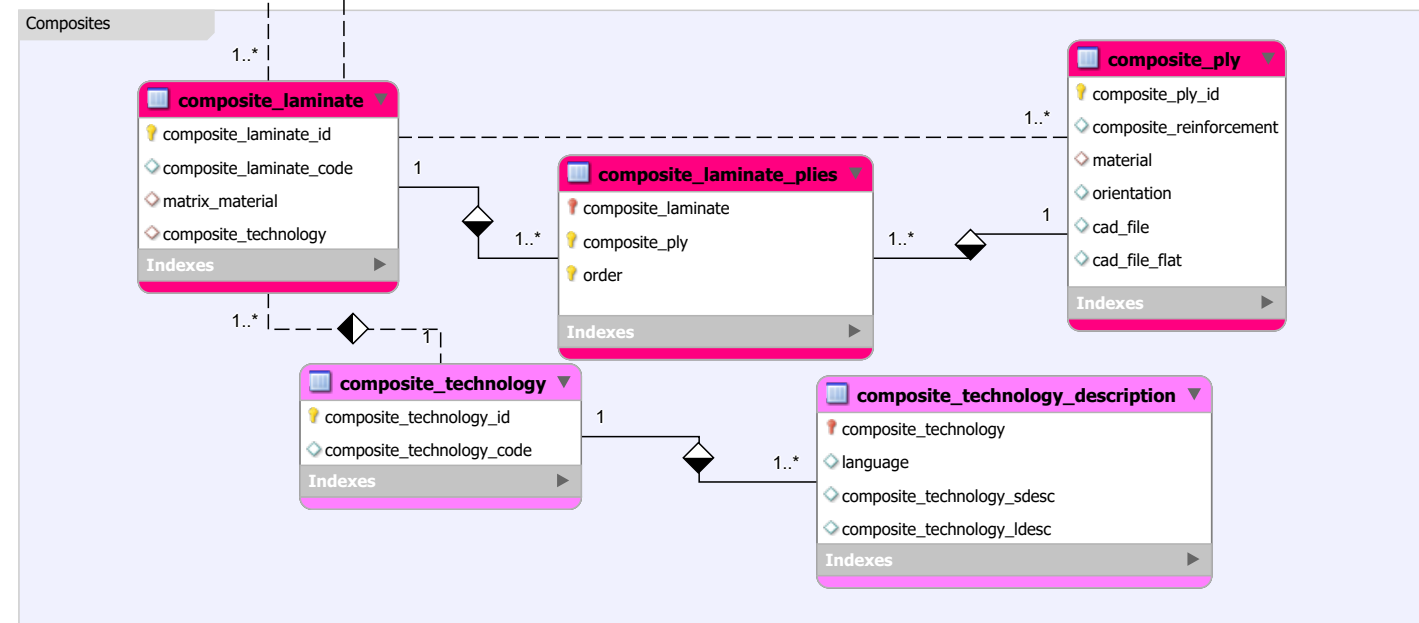 Composites
1..*
composite_laminate
composite_laminate_id
composite_laminate_code
matrix_material
composite_technology
Indexes
1..*
1
1..*
composite_laminate_plies
composite_laminate
composite_ply
order
Indexes
1..*
1
composite_ply
composite_ply_id
composite_reinforcement
material
orientation
cad_file
cad_file_flat
Indexes
1..*
1
composite_technology
composite_technology_id
composite_technology_code
Indexes
1
1..*
composite_technology_description
composite_technology
language
composite_technology_sdesc
composite_technology_ldesc
Indexes